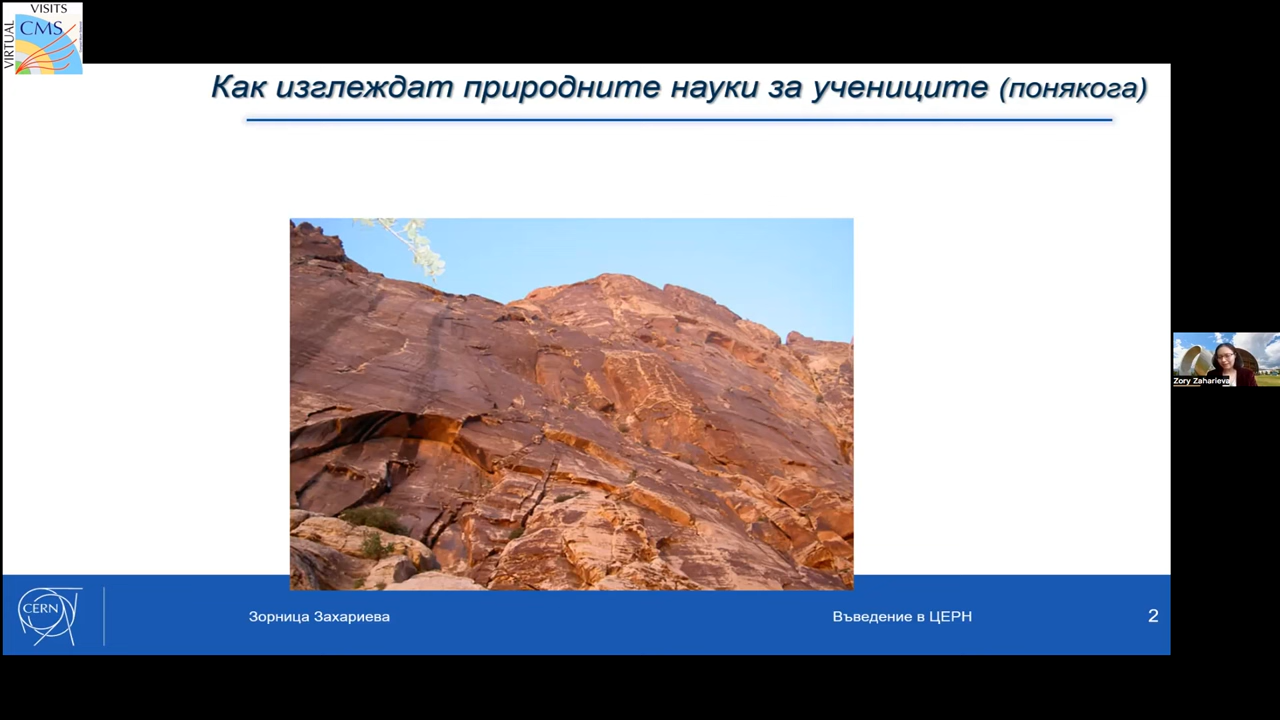 VISITS
CMS
VIRTUAL
Как изглеждат природните науки за учениците (понякога)
Zory Zaharieva
CERN
Зорница Захариева
Въведение в ЦЕРН
2